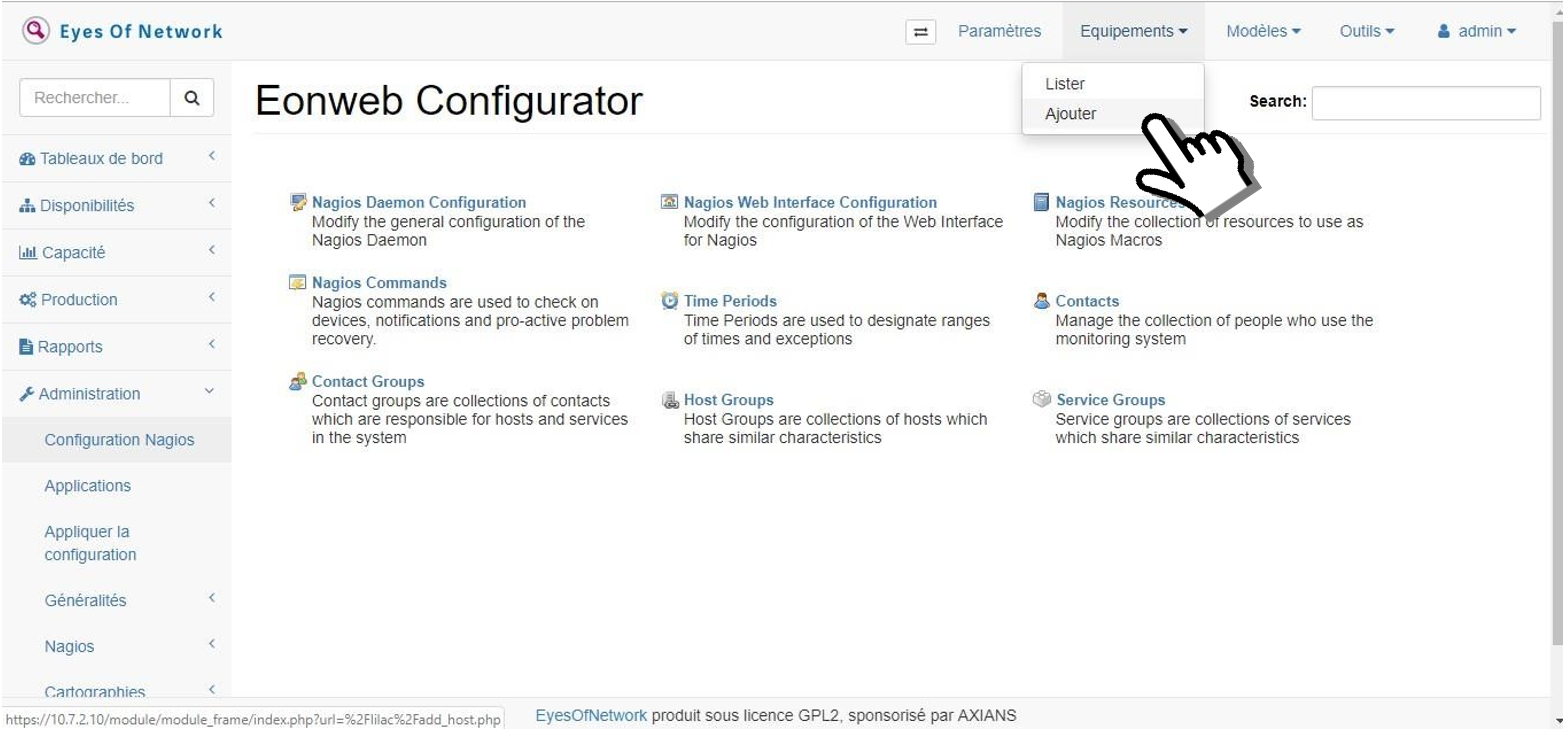 Eyes Of Network
Paramètres
Equipements
Modèles
Outils
admin
Lister
Ajouter
Rechercher...
Eonweb Configurator
Search:
Tableaux de bord
Disponibilités
Capacité
Production
Rapports
Administration
Configuration Nagios
Applications
Appliquer la
configuration
Généralités
Nagios
Cartographies
Nagios Daemon Configuration
Modify the general configuration of the
Nagios Daemon
Nagios Web Interface Configuration
Modify the configuration of the Web Interface
for Nagios
Nagios Resources
Modify the collection of resources to use as
Nagios Macros
Nagios Commands
Nagios commands are used to check on
devices, notifications and pro-active problem
recovery.
Time Periods
Time Periods are used to designate ranges
of times and exceptions
Contacts
Manage the collection of people who use the
monitoring system
Contact Groups
Contact groups are collections of contacts
which are responsible for hosts and services
in the system
Host Groups
Host Groups are collections of hosts which
share similar characteristics
Service Groups
Service groups are collections of services
which share similar characteristics
https://10.7.2.10/module/module_frame/index.php?url=%2Flilac%2Fadd_host.php
EyesOfNetwork produit sous licence GPL2, sponsorisé par AXIANS